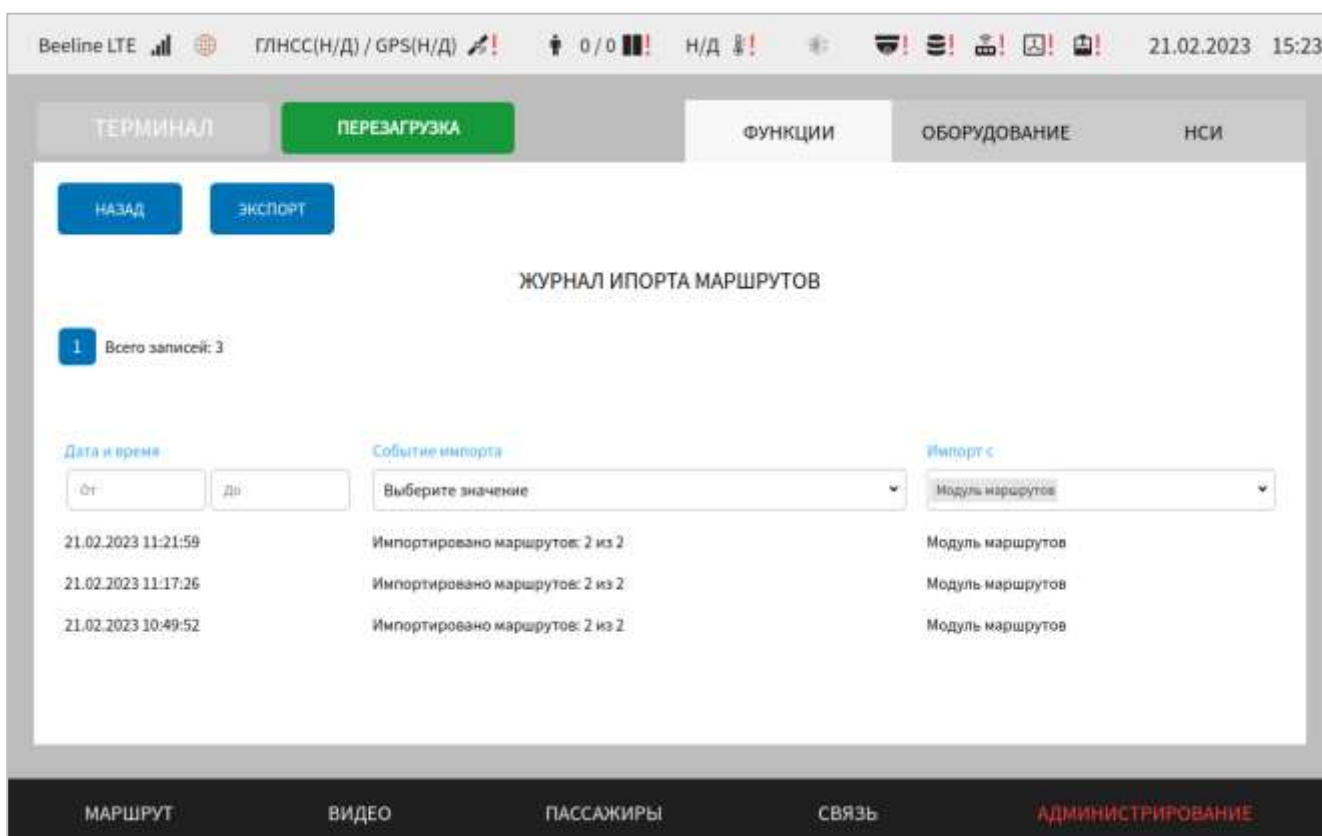 Beeline LTE ГЛНСС(Н/Д) / GPS(Н/Д) ! 0 / 0 ! Н/Д ! ! ! ! ! ! 21.02.2023 15:23
ТЕРМИНАЛ ПЕРЕЗАГРУЗКА ФУНКЦИИ ОБОРУДОВАНИЕ НСИ
НАЗАД ЭКСПОРТ
ЖУРНАЛ ИПОРТА МАРШРУТОВ
1 Всего записей: 3
Дата и время Событие импорта Импорт с
От До Выберите значение Модуль маршрутов
21.02.2023 11:21:59 Импортировано маршрутов: 2 из 2 Модуль маршрутов
21.02.2023 11:17:26 Импортировано маршрутов: 2 из 2 Модуль маршрутов
21.02.2023 10:49:52 Импортировано маршрутов: 2 из 2 Модуль маршрутов
МАРШРУТ ВИДЕО ПАССАЖИРЫ СВЯЗЬ АДМИНИСТРИРОВАНИЕ